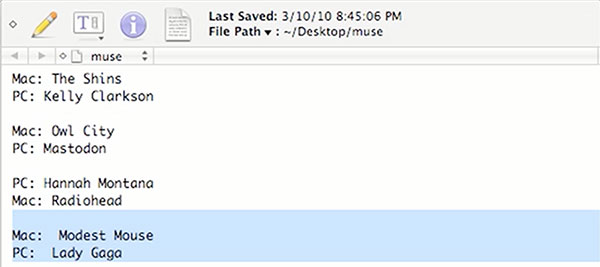 Last Saved: 3/10/10 8:45:06 PM
File Path ▾ : ~/Desktop/muse
muse
Mac: The Shins
PC: Kelly Clarkson
Mac: Owl City
PC: Mastodon
PC: Hannah Montana
Mac: Radiohead
Mac:  Modest Mouse
PC:  Lady Gaga